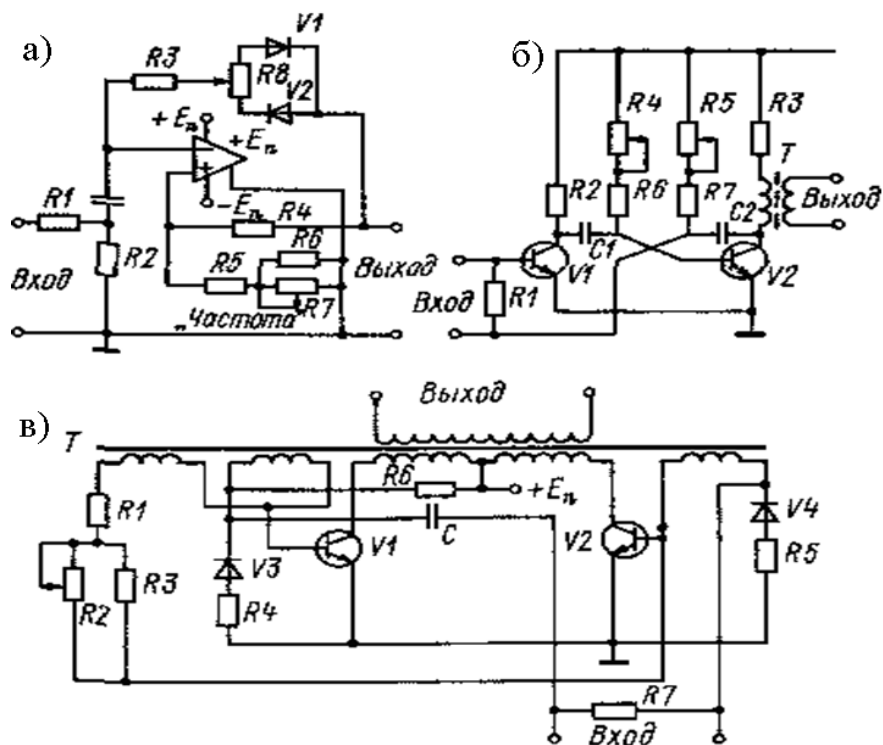 а)
V1
R3
R8
V2
+Eп
+Eп
-Eп
R1
R4
R2
R6
R5
Вход
Выход
R7
„Частота"
б)
R4
R5
R3
T
R2
R6
R7
C2
Выход
C1
V1
V2
Вход
R1
в)
Выход
T
R6
+Eп
R1
C
V1
V2
V4
V3
R5
R2
R3
R4
R7
Вход